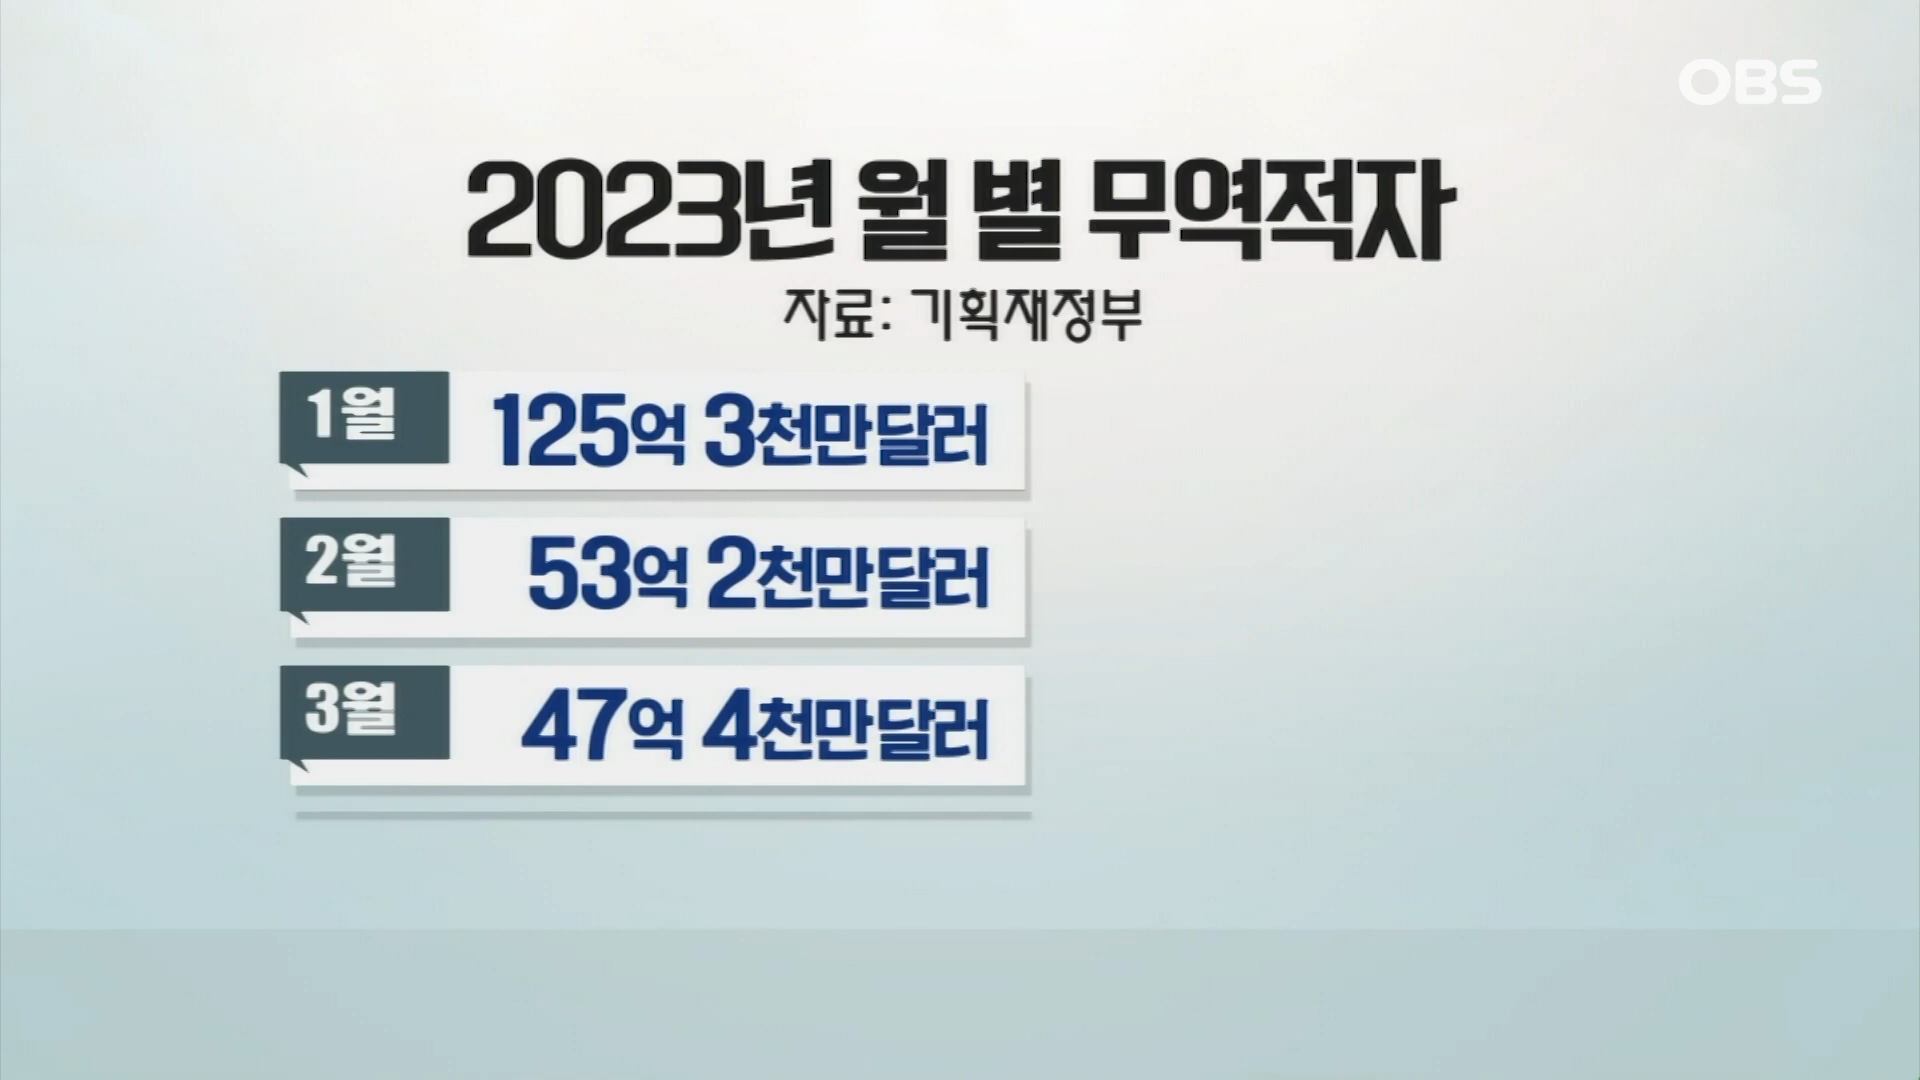 OBS
2023년 월 별 무역적자
자료: 기획재정부
1월 125억 3천만 달러
2월 53억 2천만 달러
3월 47억 4천만 달러